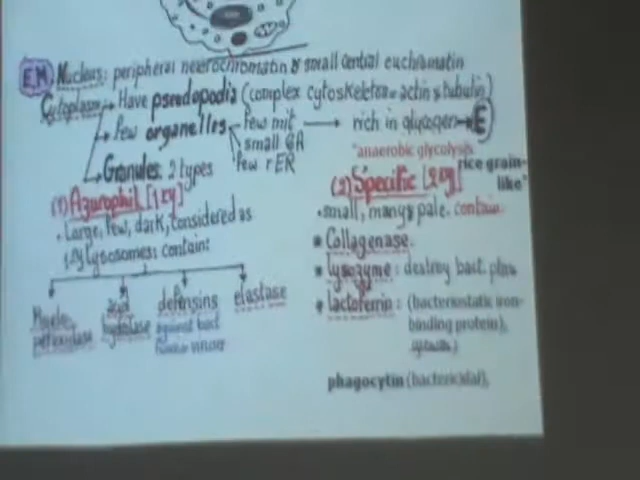 E.M. Nucleus: peripheral heterochromatin & small central euchromatin
Cytoplasm → Have pseudopodia (complex cytoskeleton = actin & tubulin)
→ Few organelles few mit → rich in glycogen → E
small GA
few rER
"anaerobic glycolysis"
→ Granules: 2 types
rice grain-like"
(1) Azurophil [1ry]
• Large, few, dark, considered as
1ry lysosomes: contain:
Myelo-
peroxidase
acid
hydrolase
defensins
against bact
elastase
(2) Specific [2ry]
• small, many & pale. contain
• Collagenase.
• Lysozyme: destroy bact.
• lactoferrin: (bacteriostatic iron-
binding protein),
phagocytin (bactericidal),